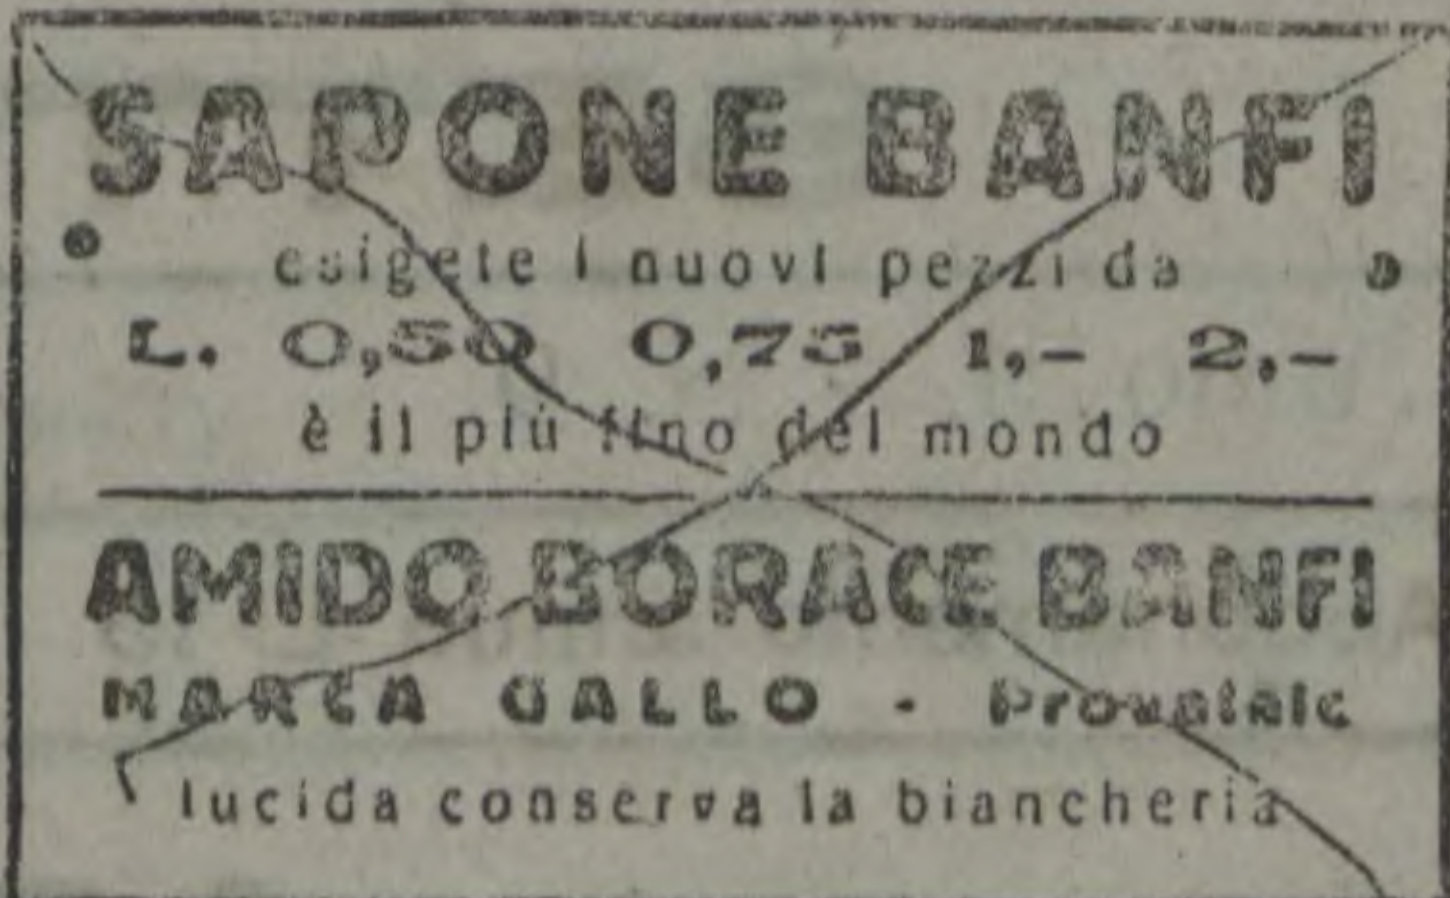 SAPONE BANFI
esigete i nuovi pezzi da
L. 0,50 0,75 1,- 2,-
è il più fino del mondo
AMIDO BORACE BANFI
MARCA GALLO -
lucida conserva la biancheria